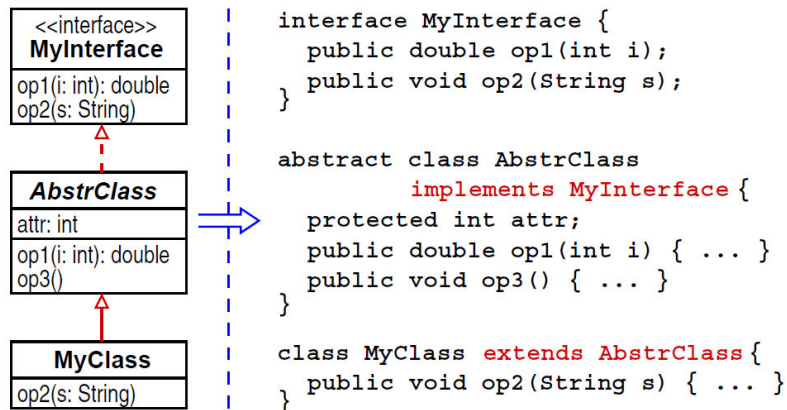 <<interface>>
MyInterface
op1(i: int): double
op2(s: String)
AbstrClass
attr: int
op1(i: int): double
op3()
MyClass
op2(s: String)
interface MyInterface {
public double op1(int i);
public void op2(String s);
}
abstract class AbstrClass
implements MyInterface {
protected int attr;
public double op1(int i) { ... }
public void op3() { ... }
}
class MyClass extends AbstrClass {
public void op2(String s) { ... }
}